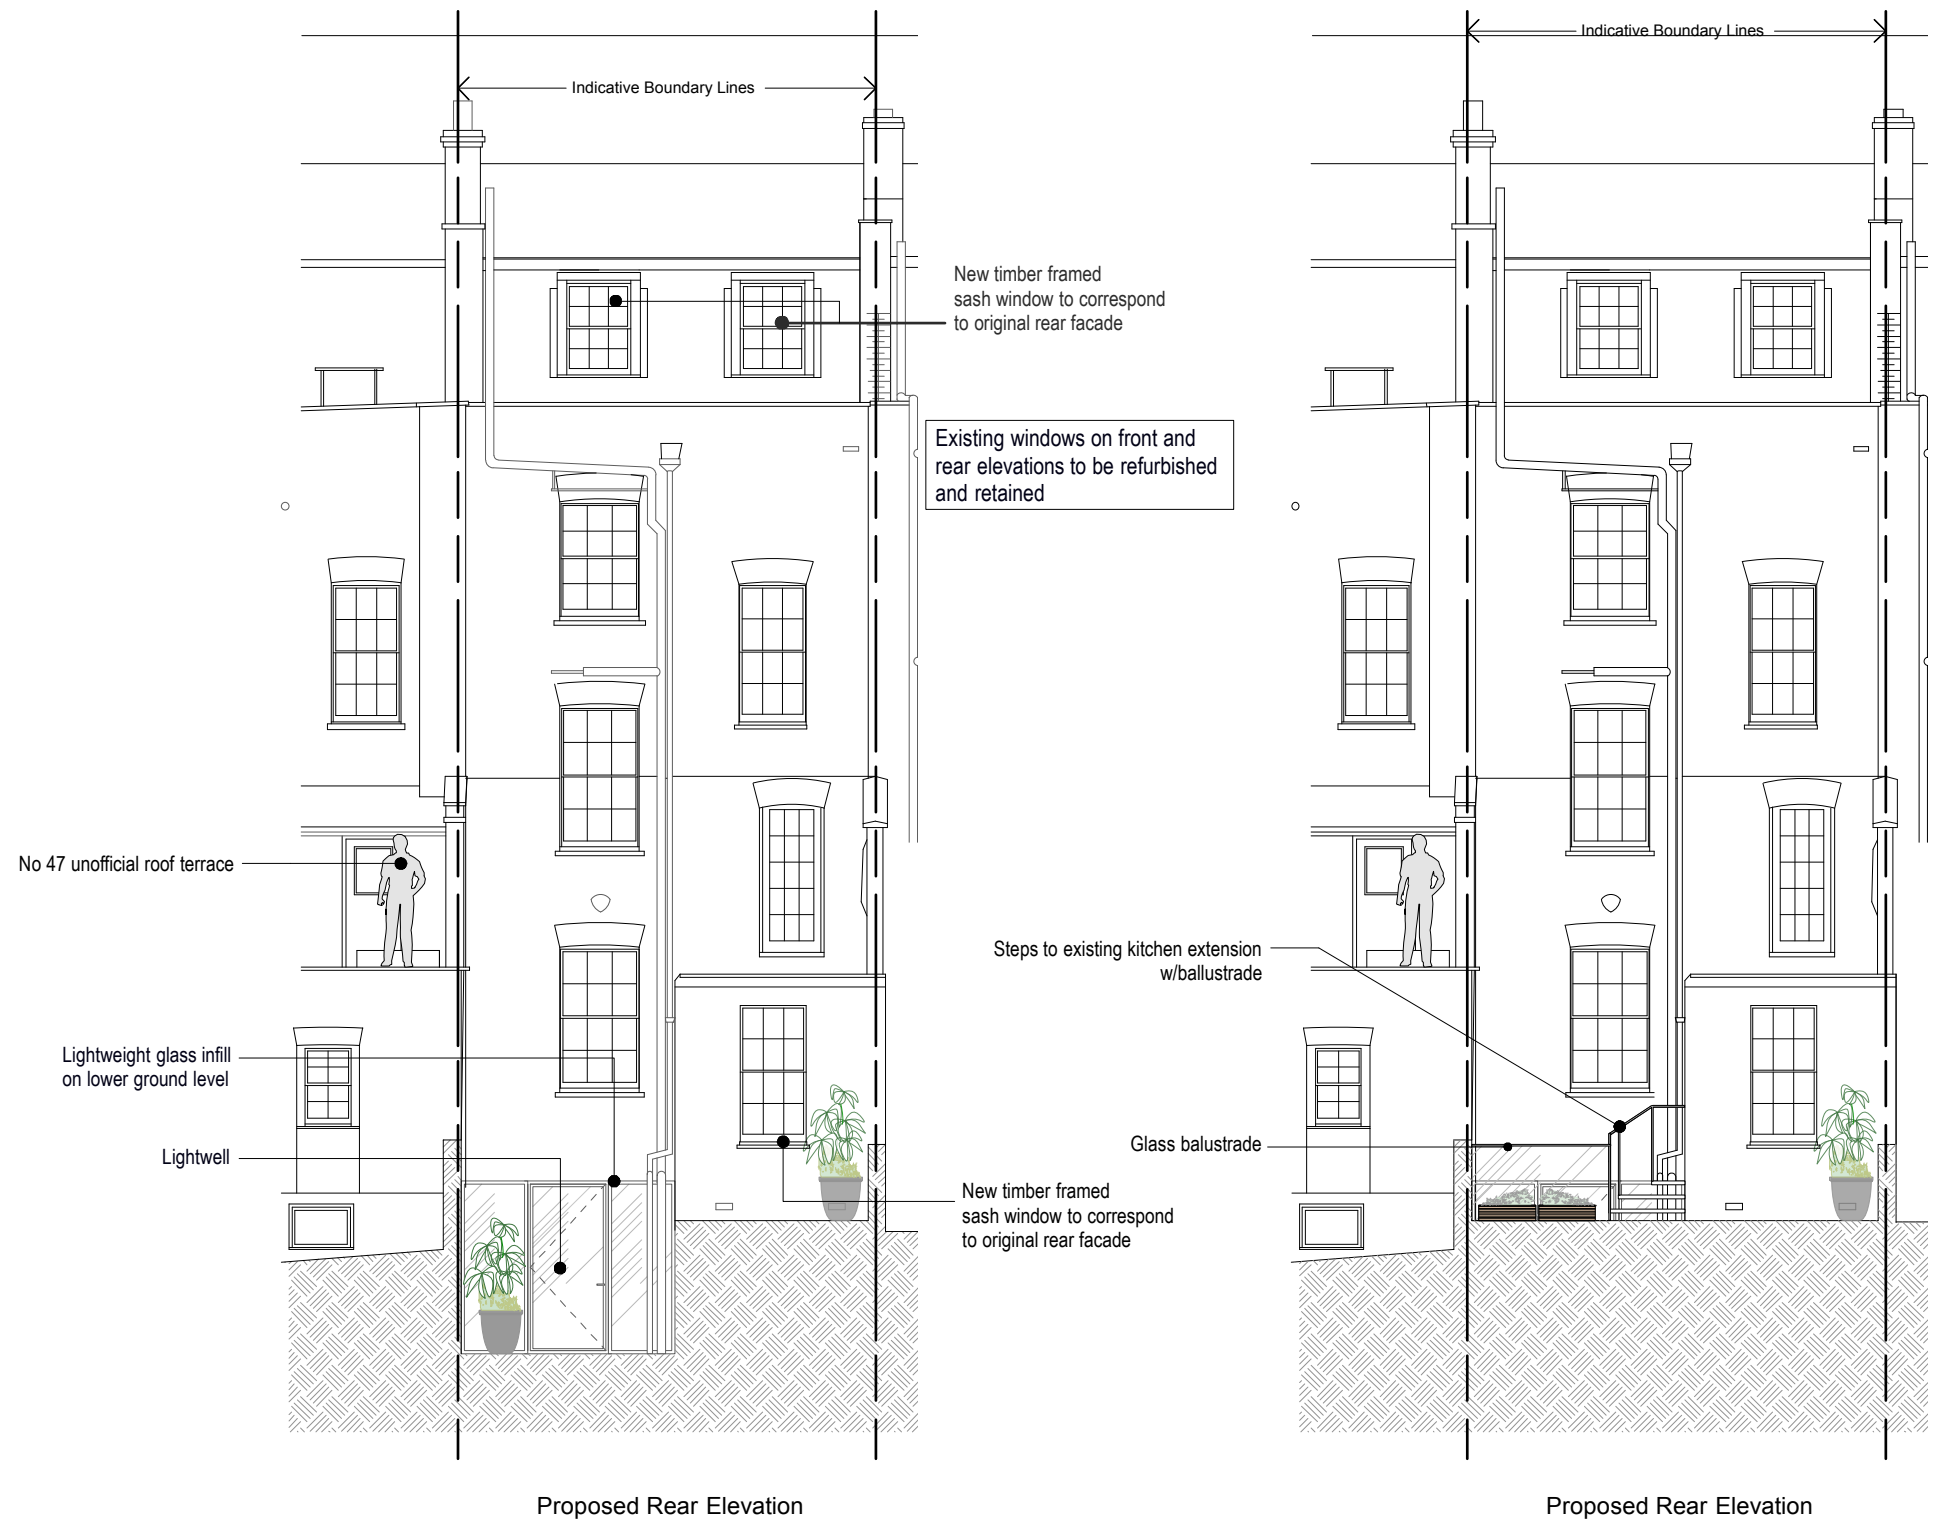 Indicative Boundary Lines
New timber framed
sash window to correspond
to original rear facade
Existing windows on front and
rear elevations to be refurbished
and retained
No 47 unofficial roof terrace
Lightweight glass infill
on lower ground level
Lightwell
New timber framed
sash window to correspond
to original rear facade
Proposed Rear Elevation
Indicative Boundary Lines
Steps to existing kitchen extension
w/ballustrade
Glass balustrade
Proposed Rear Elevation